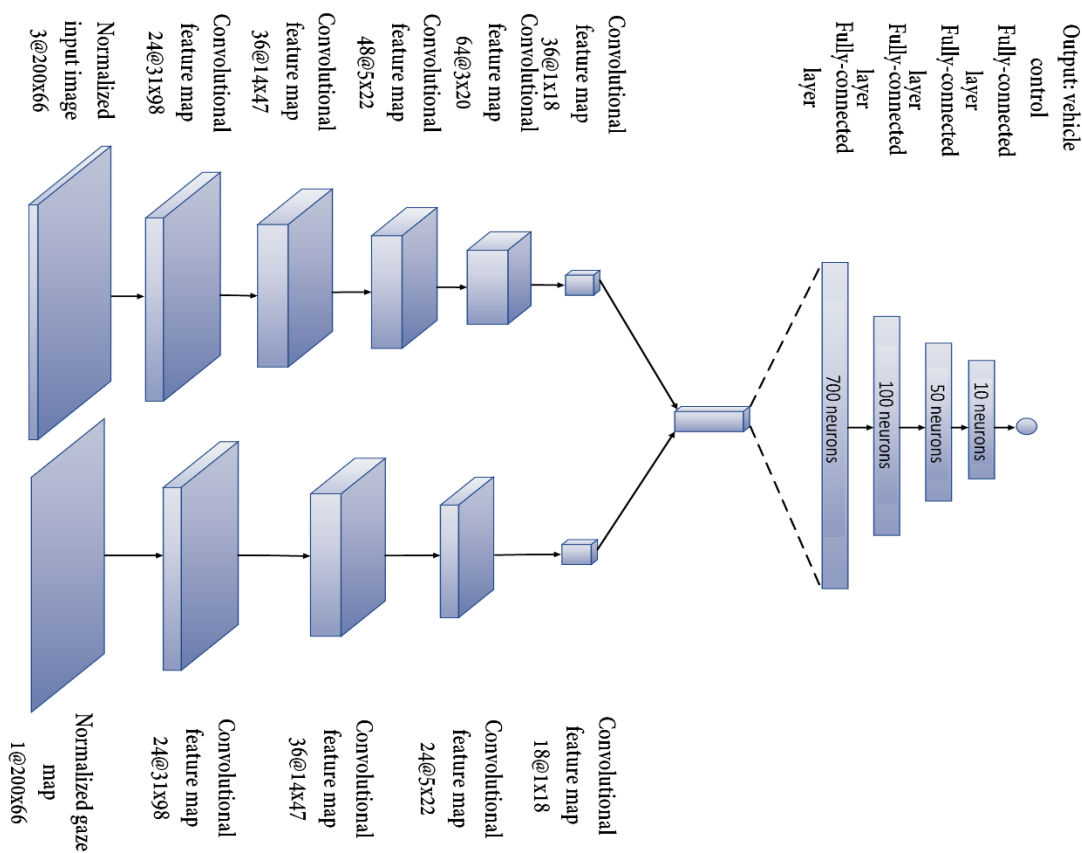 Output: vehicle
control
Fully-connected
layer
Fully-connected
layer
Fully-connected
layer
Fully-connected
layer
10 neurons
50 neurons
100 neurons
700 neurons
Convolutional
feature map
36@1x18
Convolutional
feature map
64@3x20
Convolutional
feature map
48@5x22
Convolutional
feature map
36@14x47
Convolutional
feature map
24@31x98
Normalized
input image
3@200x66
Convolutional
feature map
18@1x18
Convolutional
feature map
24@5x22
Convolutional
feature map
36@14x47
Convolutional
feature map
24@31x98
Normalized gaze
map
1@200x66